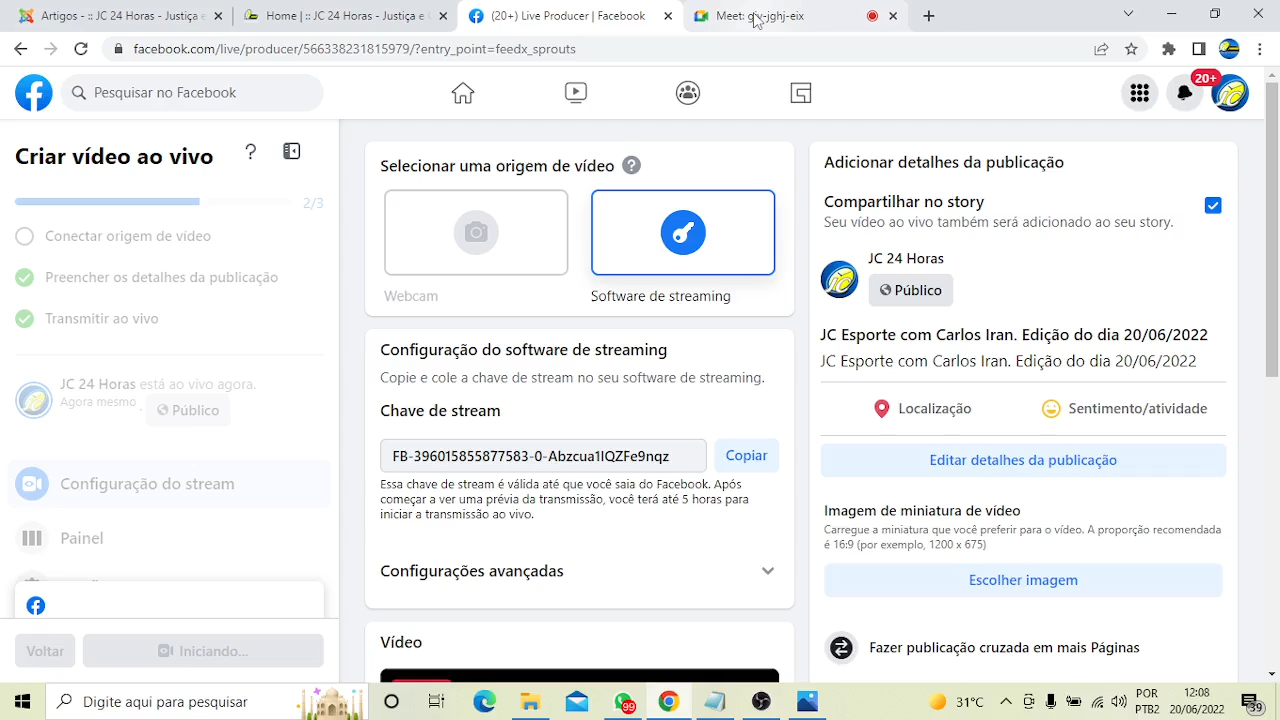 Artigo: "Carnaval e
Home | :: JC 24 Horas - Justiça e C
(20+) Live Producer | Facebook
facebook.com/live/producer/566338231815979/?entry_point=feedx_sprouts
Pesquisar no Facebook
20+
Criar vídeo ao vivo
2/3
Conectar origem de vídeo
Preencher os detalhes da publicação
Transmitir ao vivo
JC 24 Horas está ao vivo agora.
Agora mesmo ·
Público
Configuração do stream
Painel
Voltar
Iniciando...
Selecionar uma origem de vídeo
Webcam
Software de streaming
Configuração do software de streaming
Copie e cole a chave de stream no seu software de streaming.
Chave de stream
FB-396015855877583-0-Abzcua1lQZFe9nqz
Copiar
Essa chave de stream é válida até que você saia do Facebook. Após
começar a ver uma prévia da transmissão, você terá até 5 horas para
iniciar a transmissão ao vivo.
Configurações avançadas
Vídeo
Adicionar detalhes da publicação
Compartilhar no story
Seu vídeo ao vivo também será adicionado ao seu story.
JC 24 Horas
Público
JC Esporte com Carlos Iran. Edição do dia 20/06/2022
JC Esporte com Carlos Iran. Edição do dia 20/06/2022
Localização
Sentimento/atividade
Editar detalhes da publicação
Imagem de miniatura de vídeo
Carregue a miniatura que você preferir para o vídeo. A proporção recomendada
é 16:9 (por exemplo, 1200 x 675)
Escolher imagem
Fazer publicação cruzada em mais Páginas
Digite aqui para pesquisar
99
31°C
POR
PTB2
12:08
20/06/2022
39